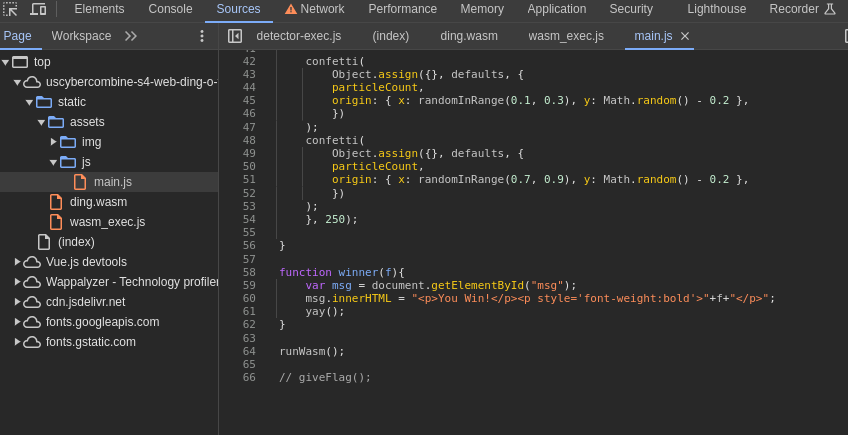 Elements Console Sources Network Performance Memory Application Security Lighthouse Recorder
Page Workspace detector-exec.js (index) ding.wasm wasm_exec.js main.js
top
uscybercombine-s4-web-ding-o-
static
assets
img
js
main.js
ding.wasm
wasm_exec.js
(index)
Vue.js devtools
Wappalyzer - Technology profiler
cdn.jsdelivr.net
fonts.googleapis.com
fonts.gstatic.com
41
42 confetti(
43 Object.assign({}, defaults, {
44 particleCount,
45 origin: { x: randomInRange(0.1, 0.3), y: Math.random() - 0.2 },
46 })
47 );
48 confetti(
49 Object.assign({}, defaults, {
50 particleCount,
51 origin: { x: randomInRange(0.7, 0.9), y: Math.random() - 0.2 },
52 })
53 );
54 }, 250);
55
56 }
57
58 function winner(f){
59 var msg = document.getElementById("msg");
60 msg.innerHTML = "<p>You Win!</p><p style='font-weight:bold'>"+f+"</p>";
61 yay();
62 }
63
64 runWasm();
65
66 // giveFlag();